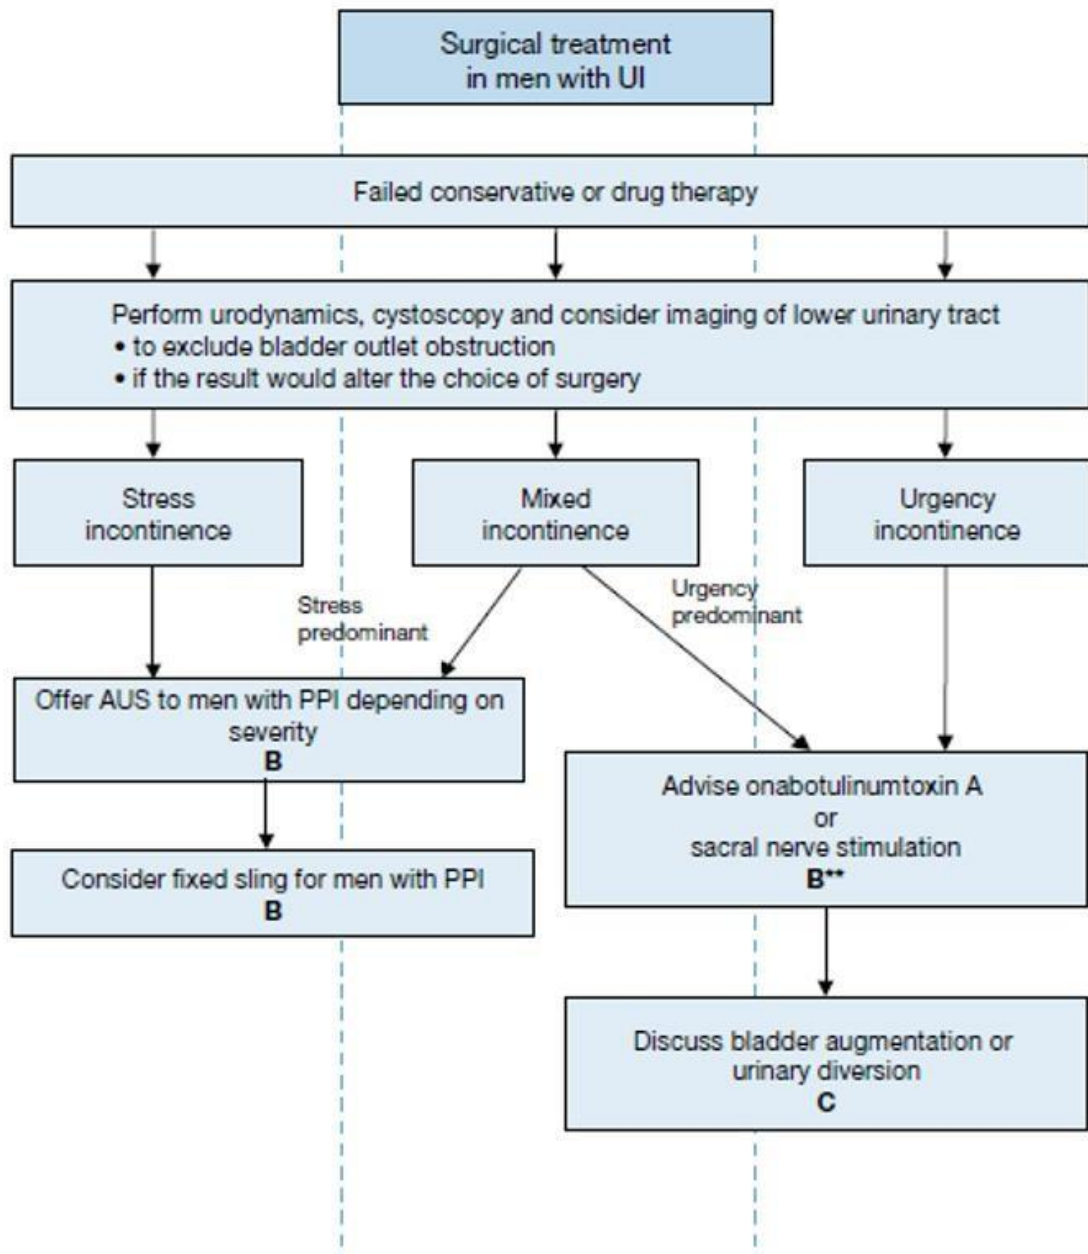 Surgical treatment
in men with UI
Failed conservative or drug therapy
Perform urodynamics, cystoscopy and consider imaging of lower urinary tract
• to exclude bladder outlet obstruction
• if the result would alter the choice of surgery
Stress
incontinence
Mixed
incontinence
Urgency
incontinence
Stress
predominant
Urgency
predominant
Offer AUS to men with PPI depending on
severity
B
Consider fixed sling for men with PPI
B
Advise onabotulinumtoxin A
or
sacral nerve stimulation
B**
Discuss bladder augmentation or
urinary diversion
C